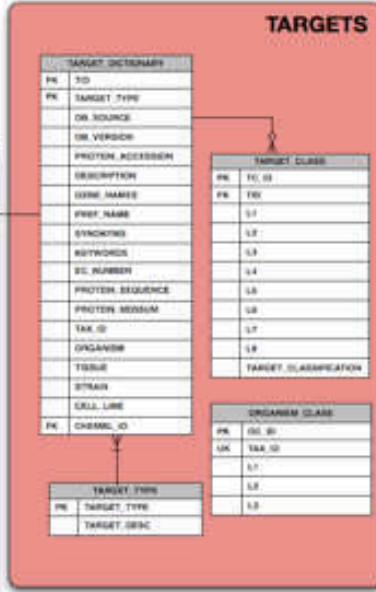 TARGETS
TARGET_DICTIONARY
PK TID
FK TARGET_TYPE
DB_SOURCE
DB_VERSION
PROTEIN_ACCESSION
DESCRIPTION
GENE_NAMES
PREF_NAME
SYNONYMS
KEYWORDS
EC_NUMBER
PROTEIN_SEQUENCE
PROTEIN_MD5SUM
TAX_ID
ORGANISM
TISSUE
STRAIN
CELL_LINE
FK CHEMBL_ID
TARGET_CLASS
PK TC_ID
FK TID
L1
L2
L3
L4
L5
L6
L7
L8
TARGET_CLASSIFICATION
ORGANISM_CLASS
PK OC_ID
UK TAX_ID
L1
L2
L3
TARGET_TYPE
PK TARGET_TYPE
TARGET_DESC